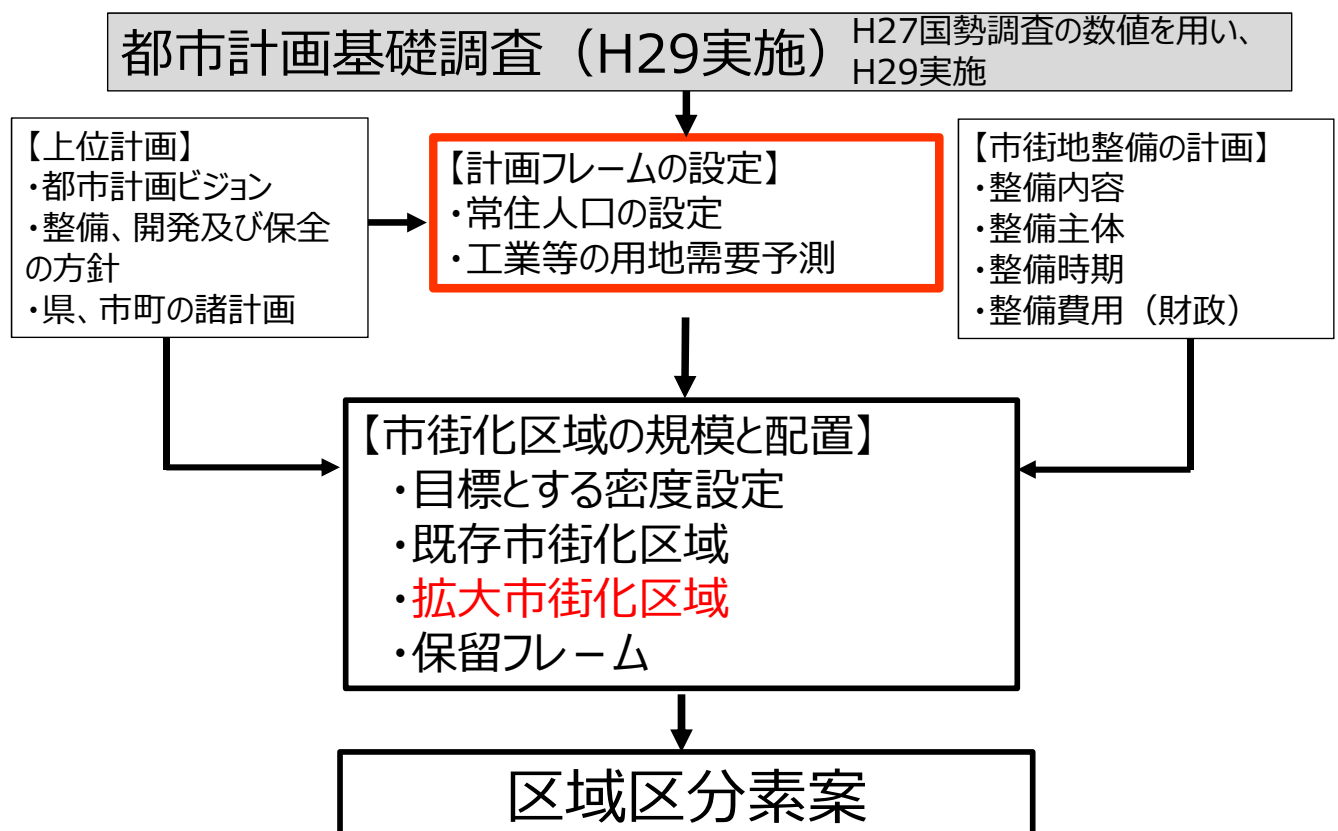 都市計画基礎調査（H29実施）
H27国勢調査の数値を用い、
H29実施
【上位計画】
・都市計画ビジョン
・整備、開発及び保全
の方針
・県、市町の諸計画
【計画フレームの設定】
・常住人口の設定
・工業等の用地需要予測
【市街地整備の計画】
・整備内容
・整備主体
・整備時期
・整備費用（財政）
【市街化区域の規模と配置】
・目標とする密度設定
・既存市街化区域
・拡大市街化区域
・保留フレーム
区域区分素案